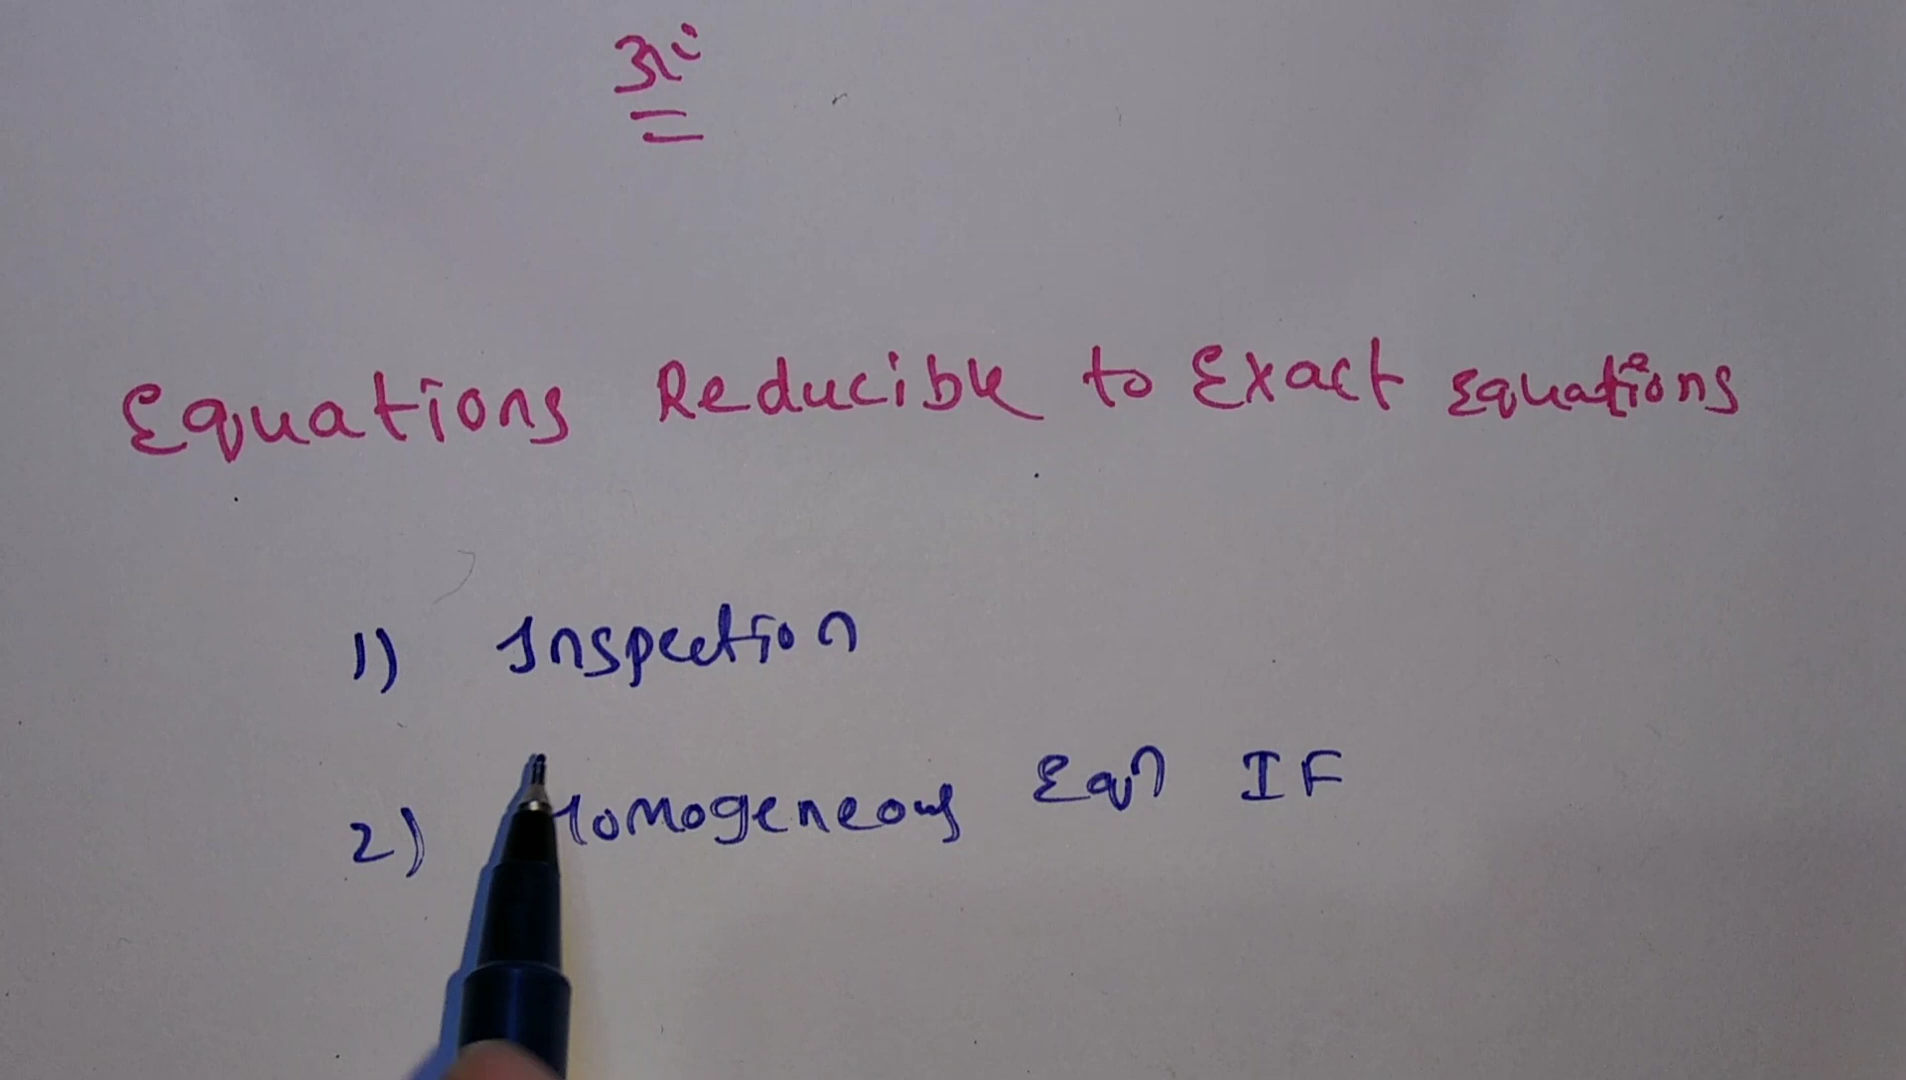 Equations Reducible to Exact equations
1) Inspection
2) Homogeneous Eqn IF